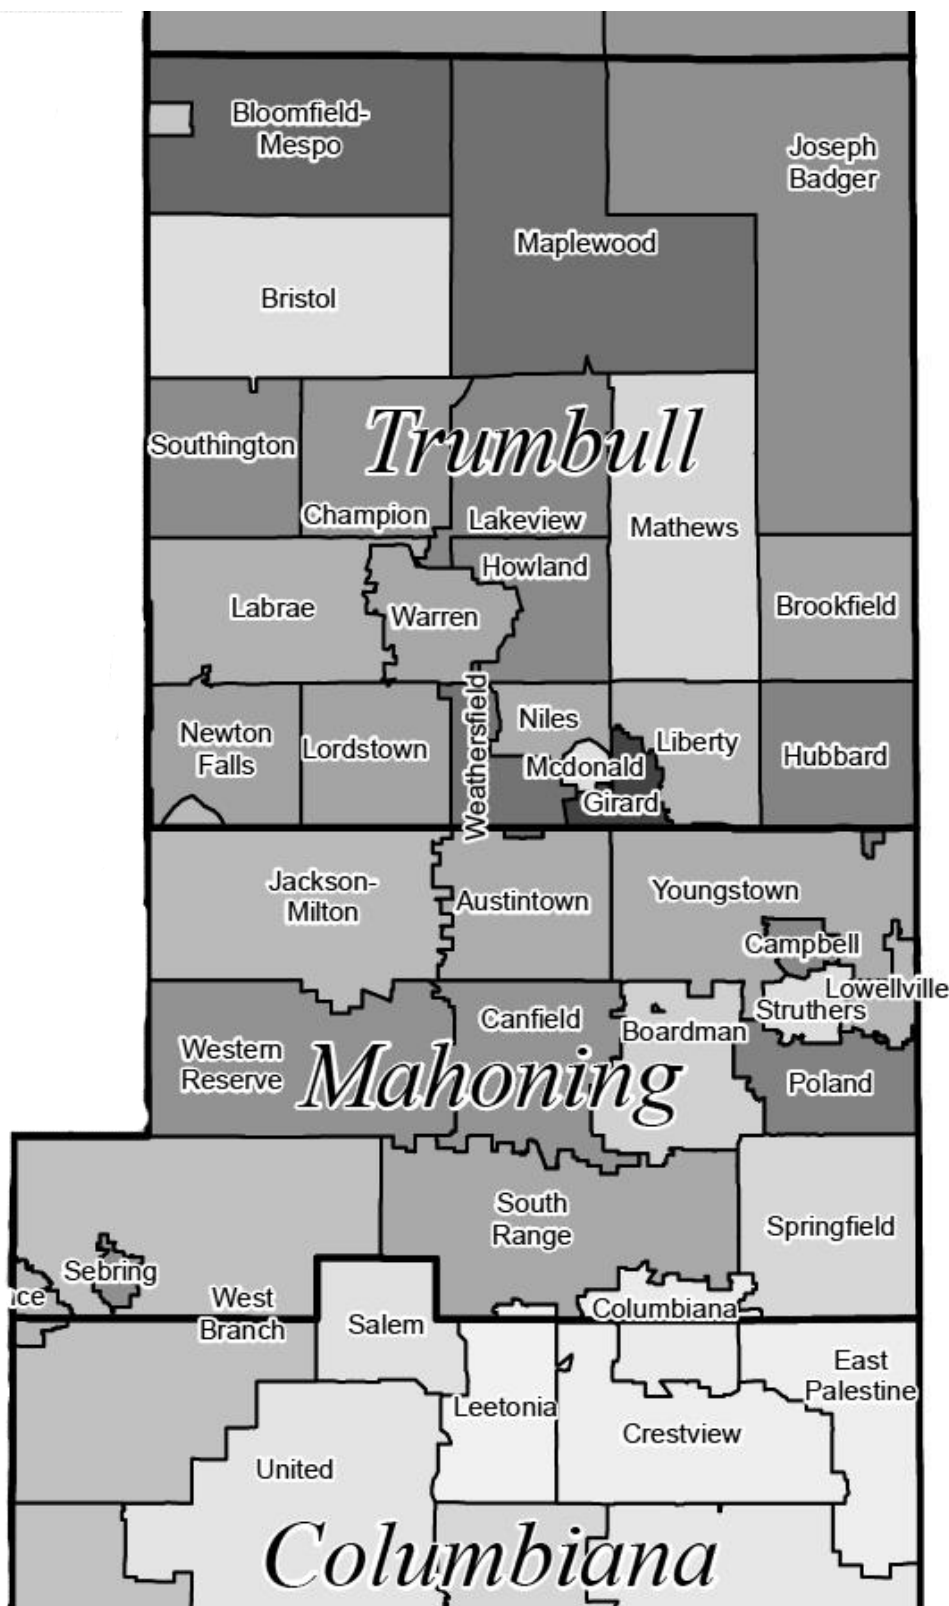 Bloomfield-
Mespo
Joseph
Badger
Maplewood
Bristol
Trumbull
Southington
Champion
Lakeview
Mathews
Howland
Labrae
Warren
Brookfield
Weathersfield
Niles
Newton
Falls
Lordstown
Liberty
Hubbard
Mcdonald
Girard
Jackson-
Milton
Austintown
Youngstown
Campbell
Lowellville
Struthers
Canfield
Boardman
Western
Reserve
Mahoning
Poland
South
Range
Springfield
Sebring
nce
West
Branch
Salem
Columbiana
East
Palestine
Leetonia
Crestview
United
Columbiana